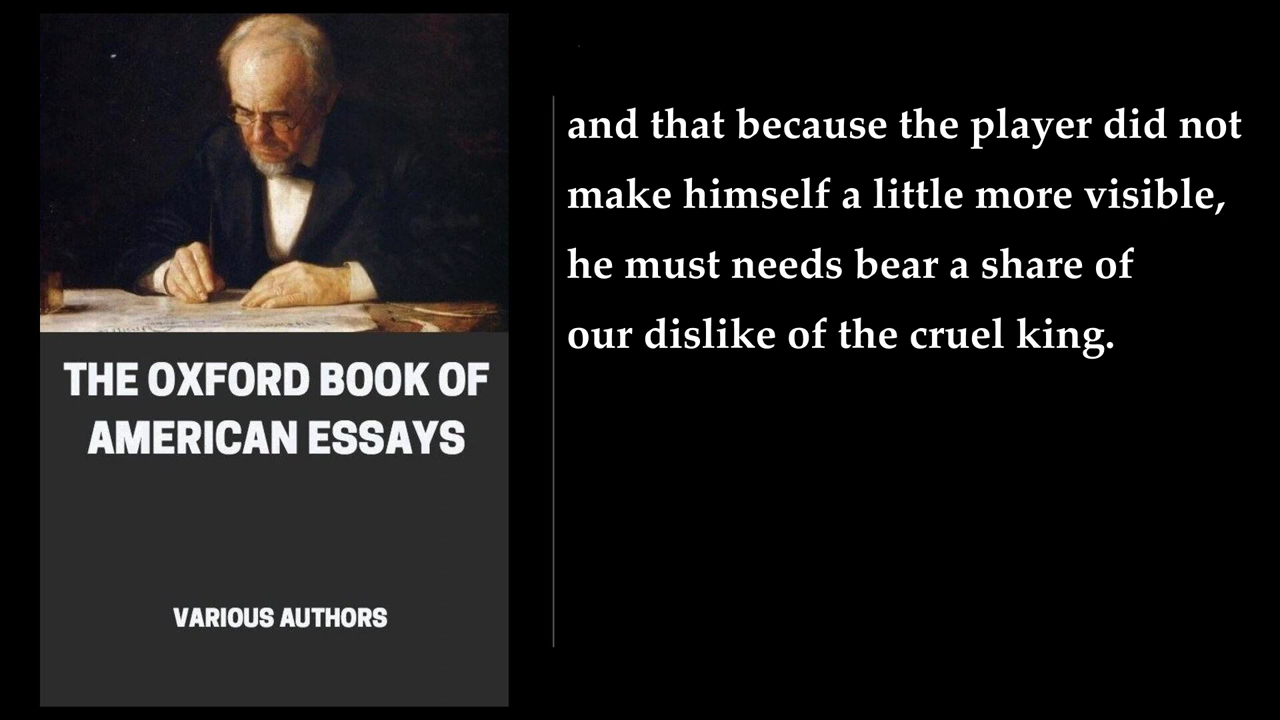 THE OXFORD BOOK OF
AMERICAN ESSAYS
VARIOUS AUTHORS
and that because the player did not
make himself a little more visible,
he must needs bear a share of
our dislike of the cruel king.